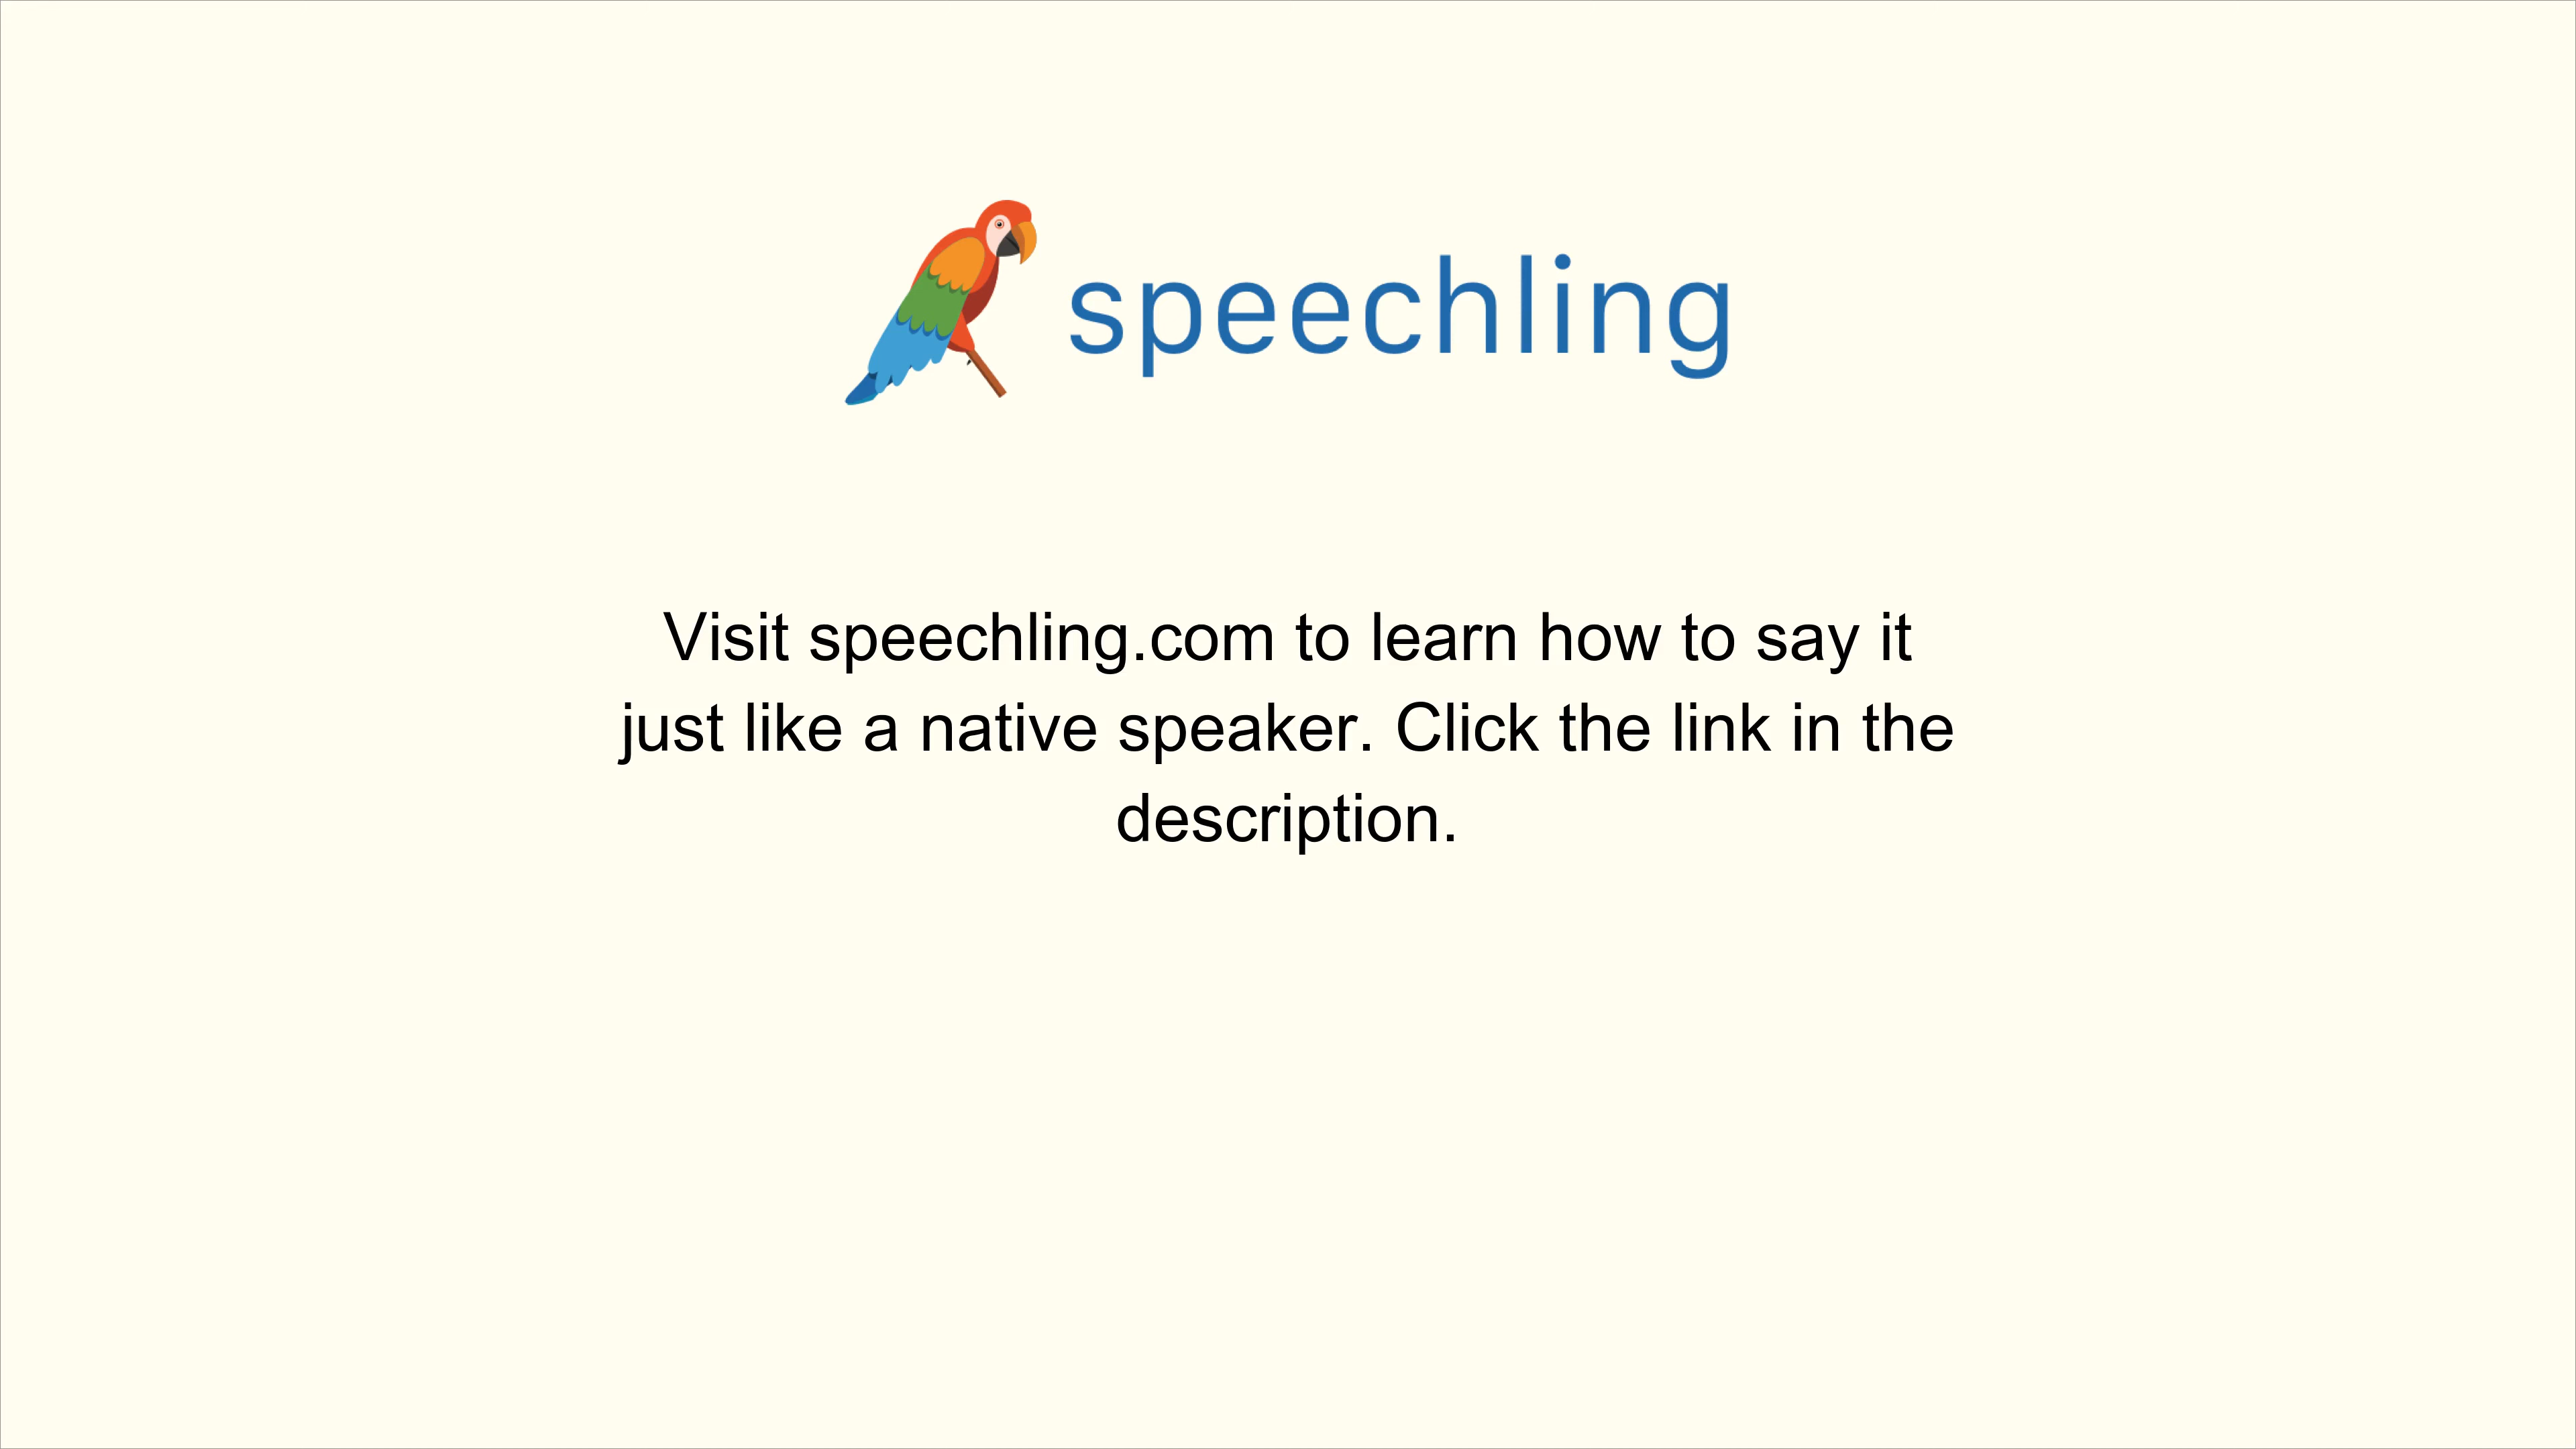 speechling
Visit speechling.com to learn how to say it
just like a native speaker. Click the link in the
description.